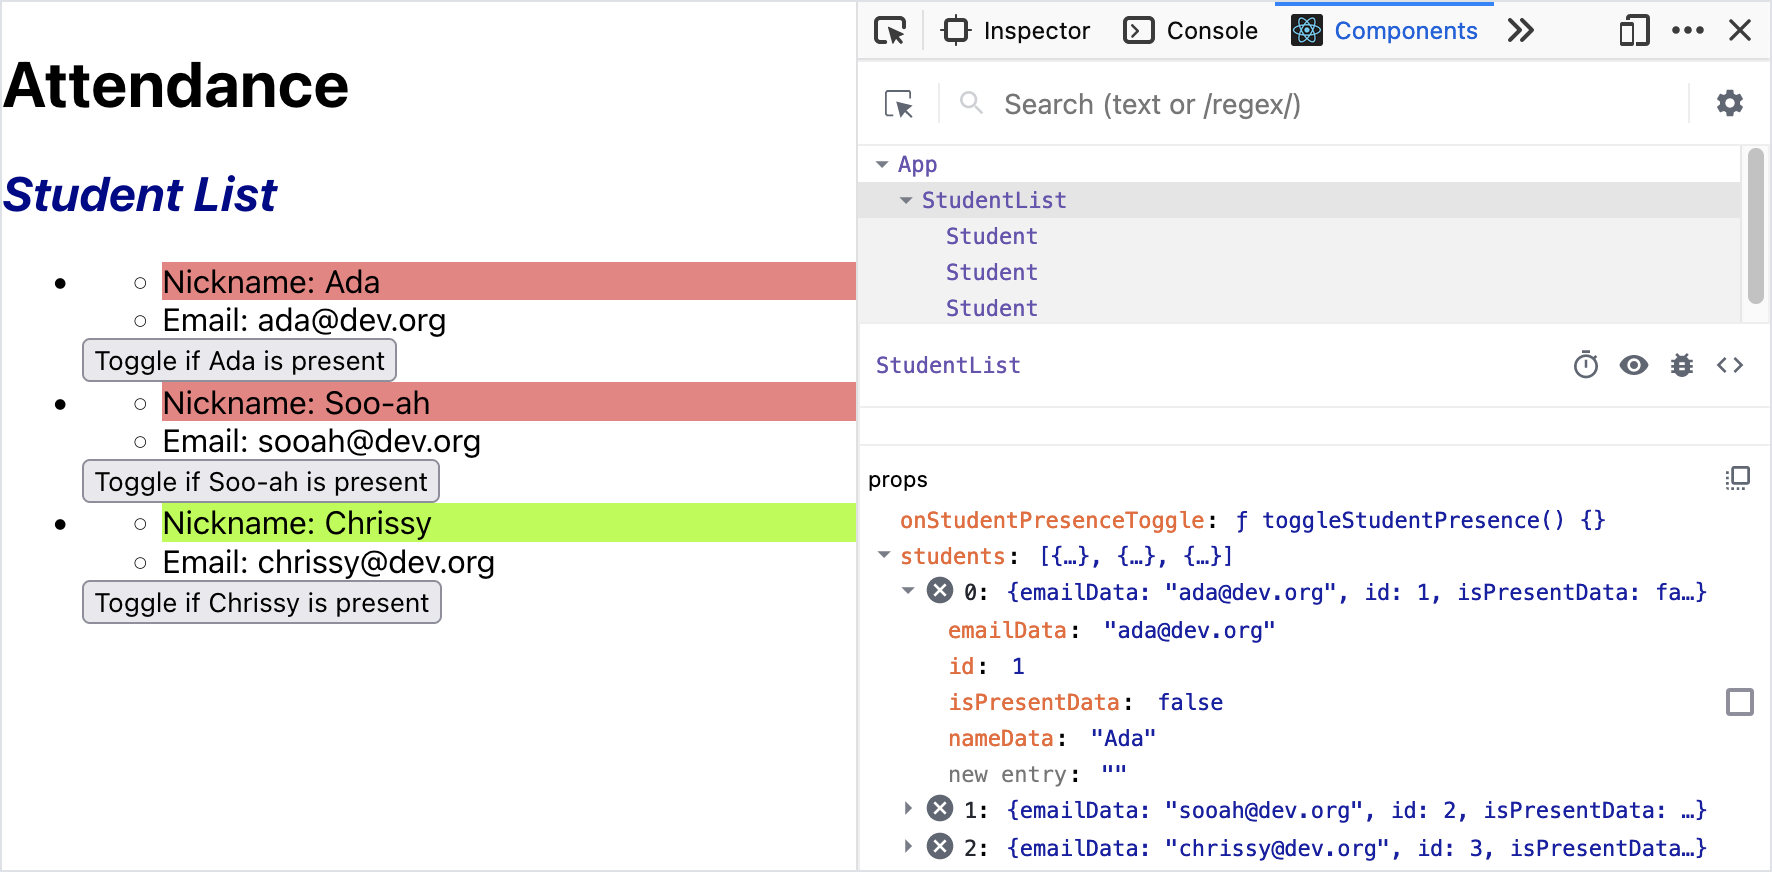 Attendance
Student List
Nickname: Ada
Email: ada@dev.org
Toggle if Ada is present
Nickname: Soo-ah
Email: sooah@dev.org
Toggle if Soo-ah is present
Nickname: Chrissy
Email: chrissy@dev.org
Toggle if Chrissy is present
Inspector Console Components
Search (text or /regex/)
App
StudentList
Student
Student
Student
StudentList
props
onStudentPresenceToggle: ƒ toggleStudentPresence() {}
students: [{…}, {…}, {…}]
0: {emailData: "ada@dev.org", id: 1, isPresentData: fa…}
emailData: "ada@dev.org"
id: 1
isPresentData: false
nameData: "Ada"
new entry: ""
1: {emailData: "sooah@dev.org", id: 2, isPresentData: …}
2: {emailData: "chrissy@dev.org", id: 3, isPresentData…}